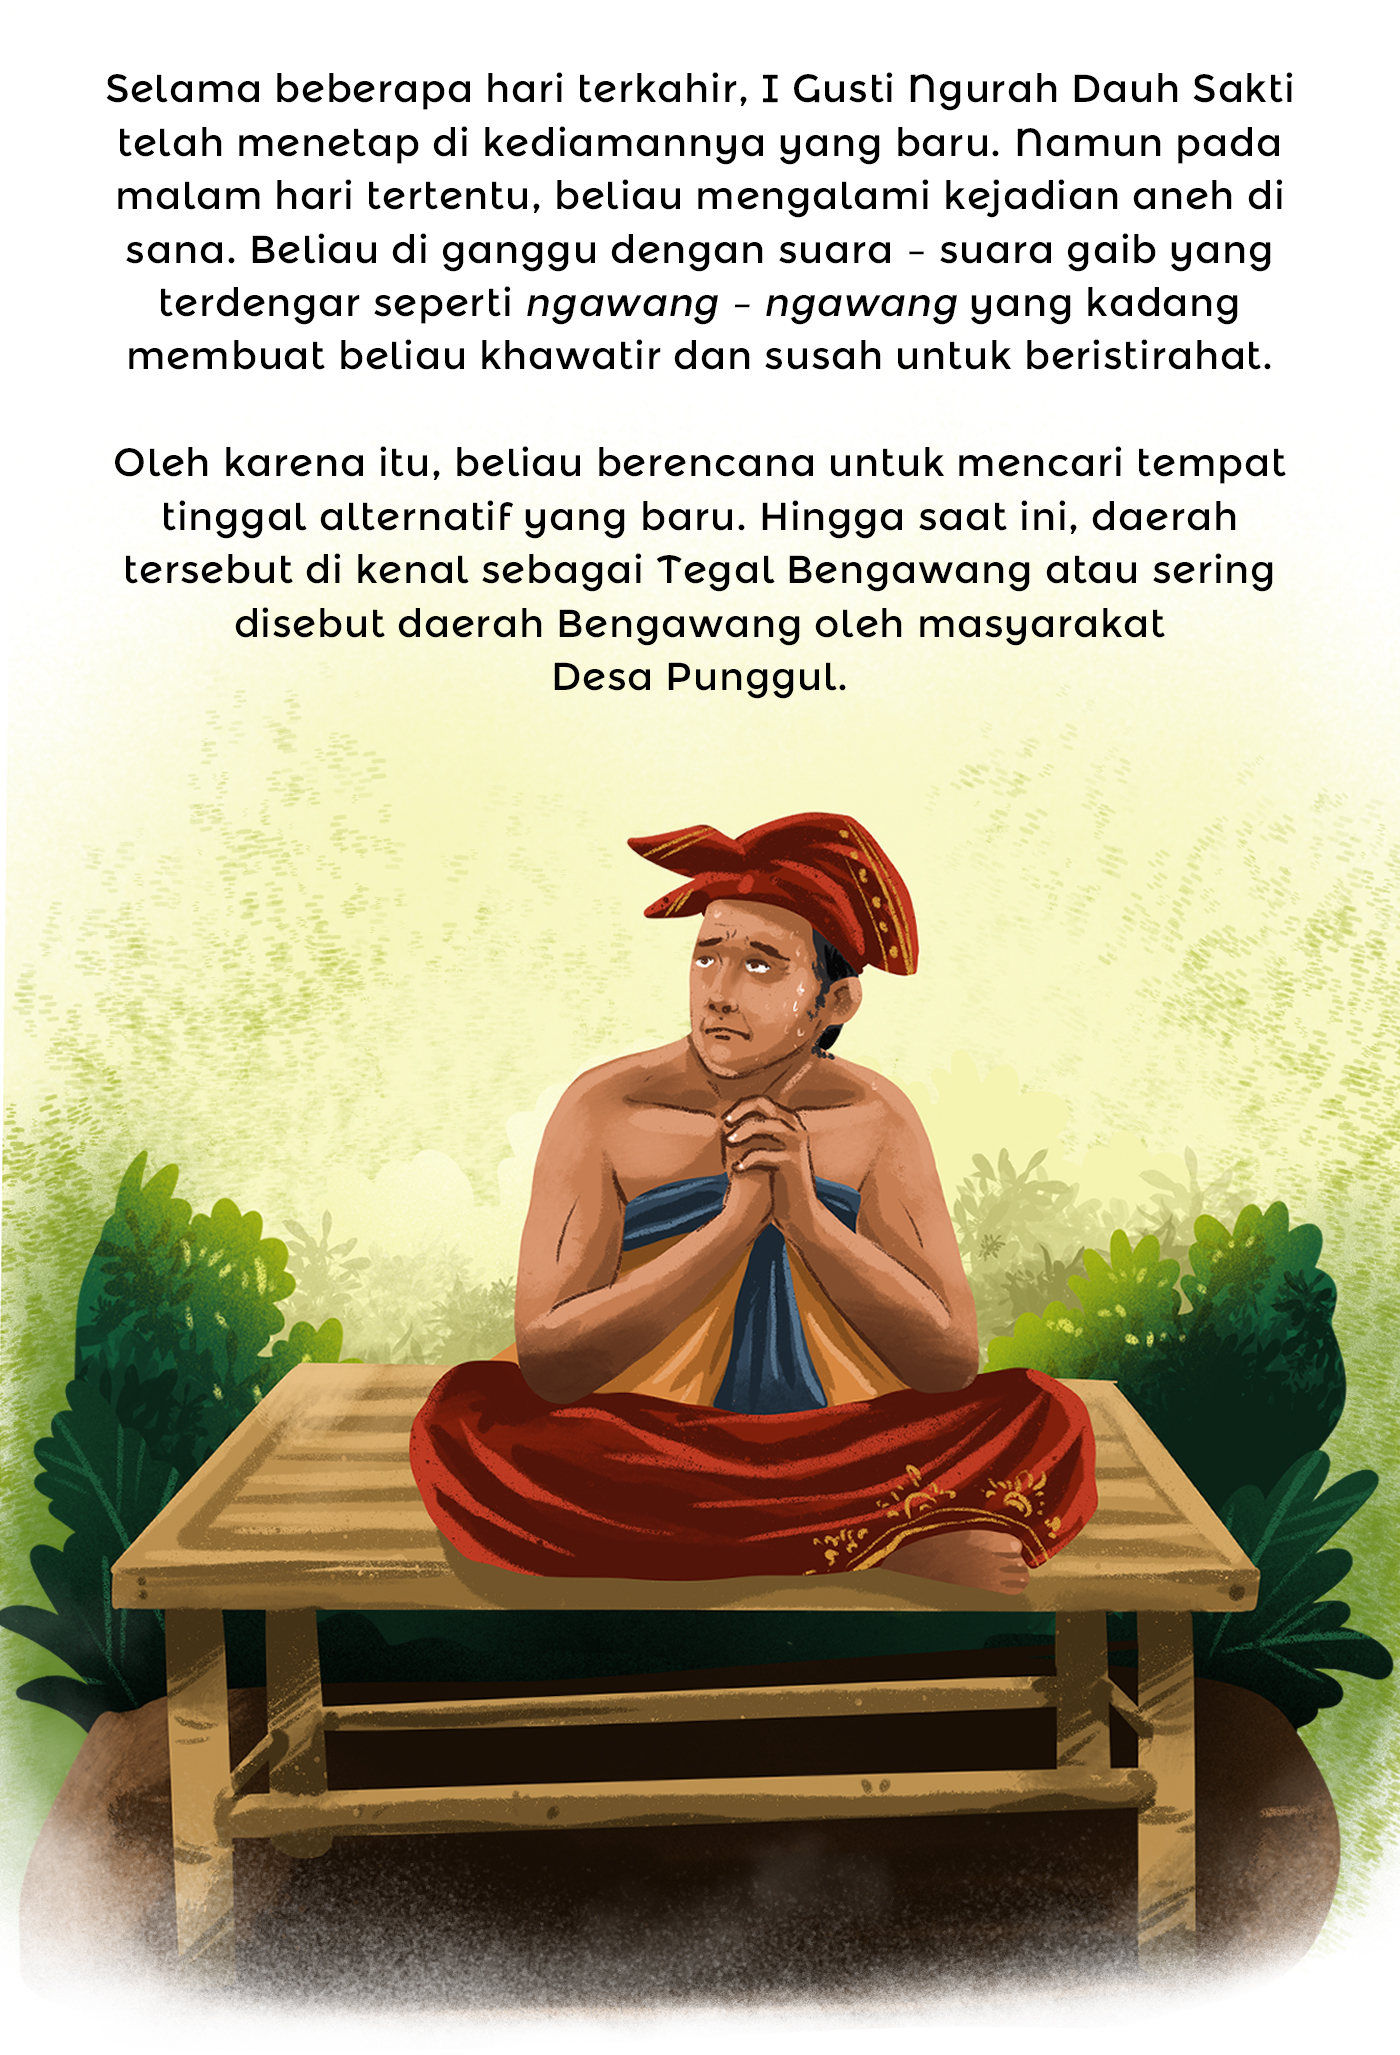 Selama beberapa hari terkahir, I Gusti Ngurah Dauh Sakti
telah menetap di kediamannya yang baru. Namun pada
malam hari tertentu, beliau mengalami kejadian aneh di
sana. Beliau di ganggu dengan suara – suara gaib yang
terdengar seperti ngawang – ngawang yang kadang
membuat beliau khawatir dan susah untuk beristirahat.
Oleh karena itu, beliau berencana untuk mencari tempat
tinggal alternatif yang baru. Hingga saat ini, daerah
tersebut di kenal sebagai Tegal Bengawang atau sering
disebut daerah Bengawang oleh masyarakat
Desa Punggul.